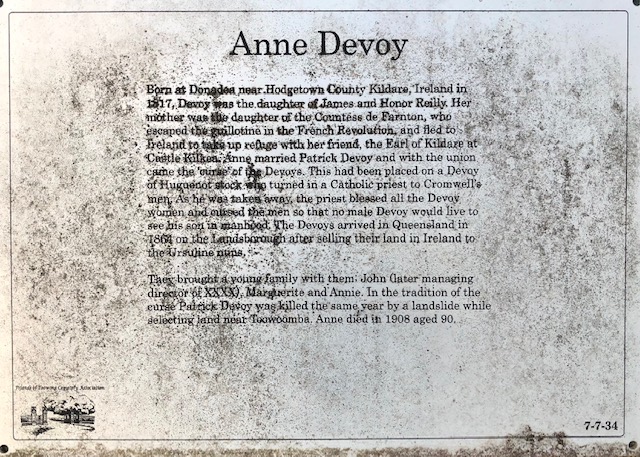 Anne Devoy
Born at Donadea near Hodgetown County Kildare, Ireland in
1817, Devoy was the daughter of James and Honor Reilly. Her
mother was the daughter of the Countess de Farnton, who
escaped the guillotine in the French Revolution, and fled to
Ireland to take up refuge with her friend, the Earl of Kildare at
Castle Kilkea. Anne married Patrick Devoy and with the union
came the 'curse' of the Devoys. This had been placed on a Devoy
of Huguenot stock who turned in a Catholic priest to Cromwell's
men. As he was taken away, the priest blessed all the Devoy
women and cursed the men so that no male Devoy would live to
see his son in manhood. The Devoys arrived in Queensland in
1864 on the Landsborough after selling their land in Ireland to
the Ursuline nuns.
They brought a young family with them: John (later managing
director of XXXX), Marguerite and Annie. In the tradition of the
curse Patrick Devoy was killed the same year by a landslide while
selecting land near Toowoomba. Anne died in 1908 aged 90.
Friends of Toowong Cemetery Association
7-7-34